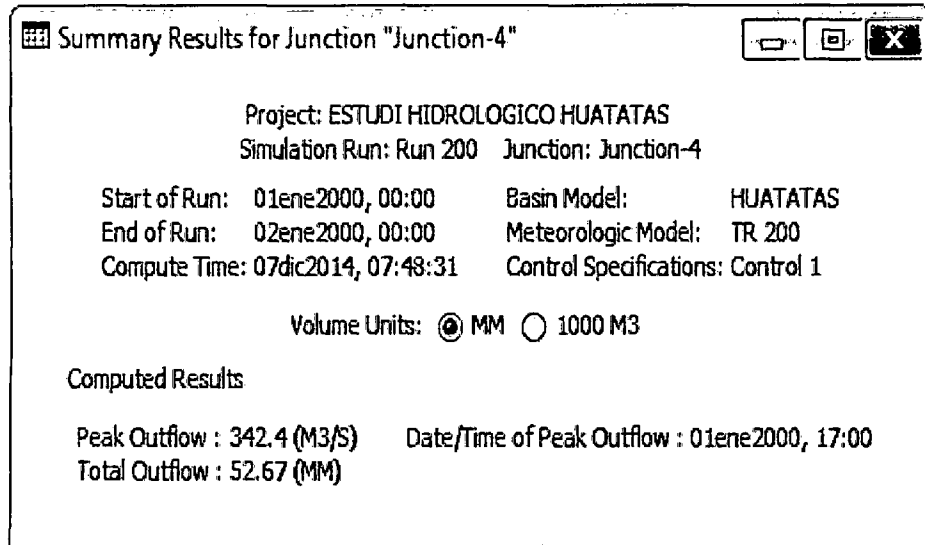 Summary Results for Junction "Junction-4"
Project: ESTUDI HIDROLOGICO HUATATAS
Simulation Run: Run 200 Junction: Junction-4
Start of Run: 01ene2000, 00:00 Basin Model: HUATATAS
End of Run: 02ene2000, 00:00 Meteorologic Model: TR 200
Compute Time: 07dic2014, 07:48:31 Control Specifications: Control 1
Volume Units: MM 1000 M3
Computed Results
Peak Outflow : 342.4 (M3/S) Date/Time of Peak Outflow : 01ene2000, 17:00
Total Outflow : 52.67 (MM)